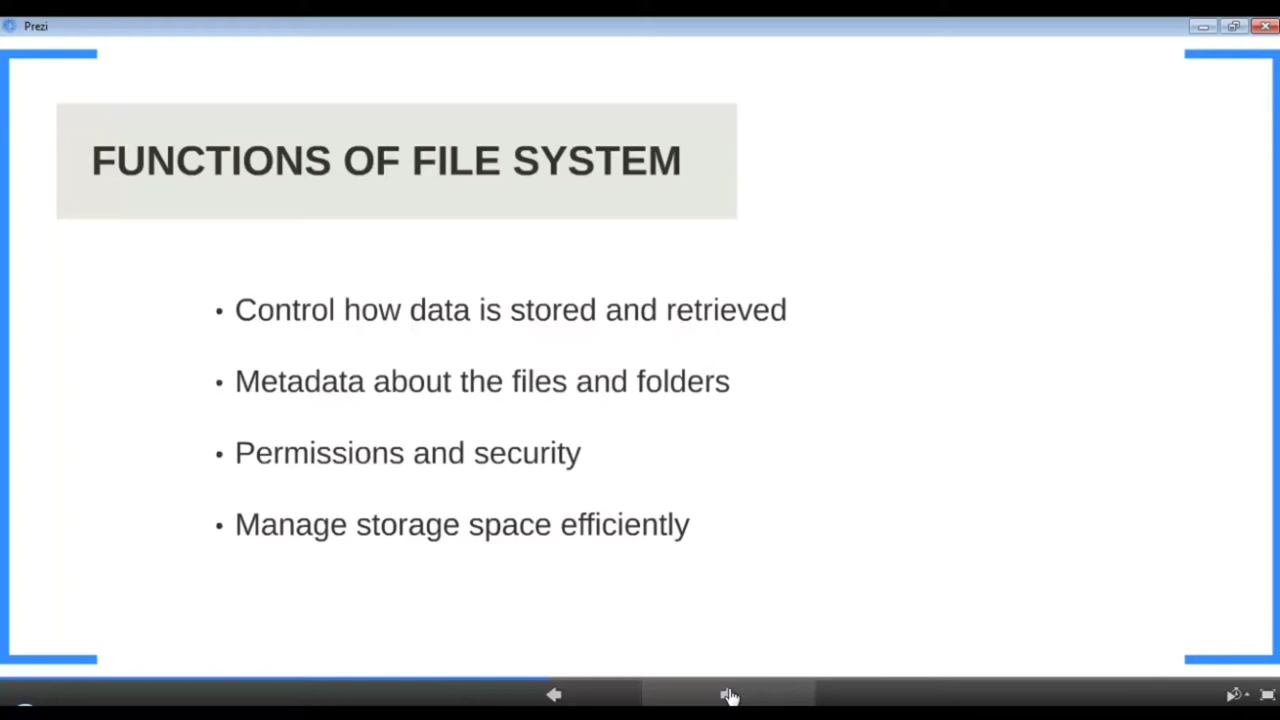 Prezi
FUNCTIONS OF FILE SYSTEM
• Control how data is stored and retrieved
• Metadata about the files and folders
• Permissions and security
• Manage storage space efficiently